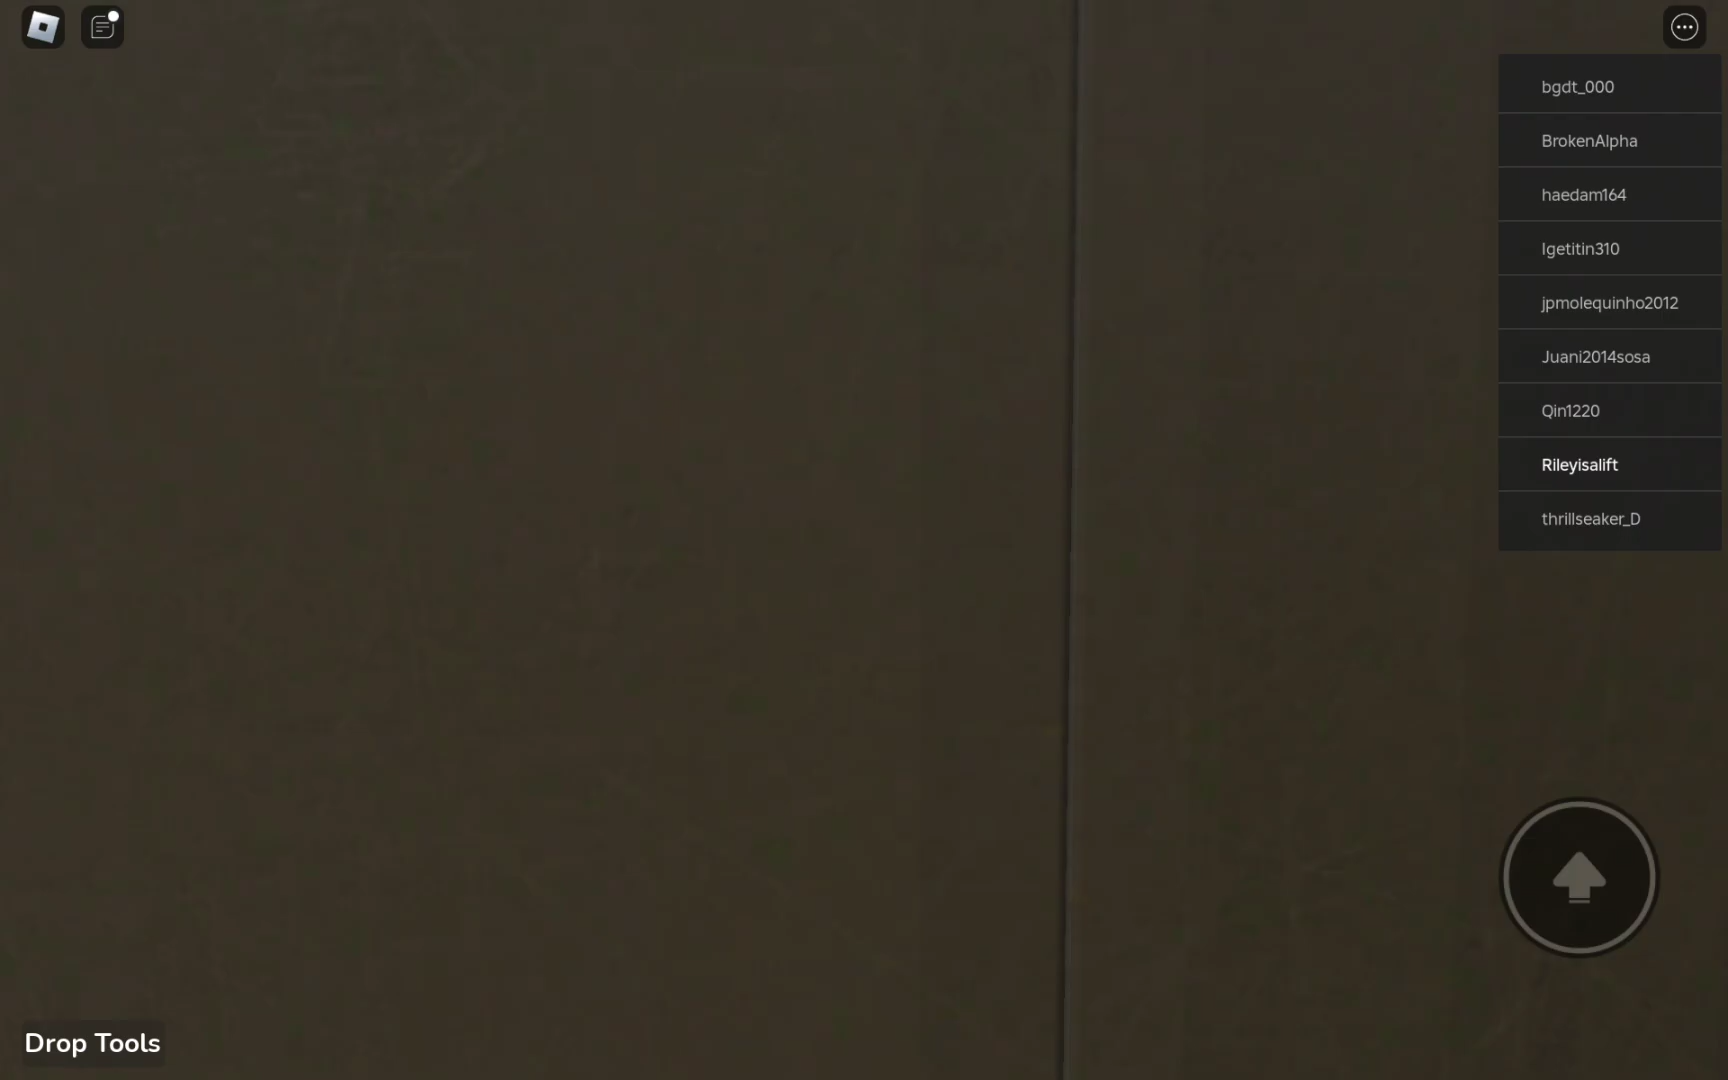 bgdt_000
BrokenAlpha
haedam164
Igetitin310
jpmolequinho2012
Juani2014sosa
Qin1220
Rileyisalift
thrillseaker_D
Drop Tools